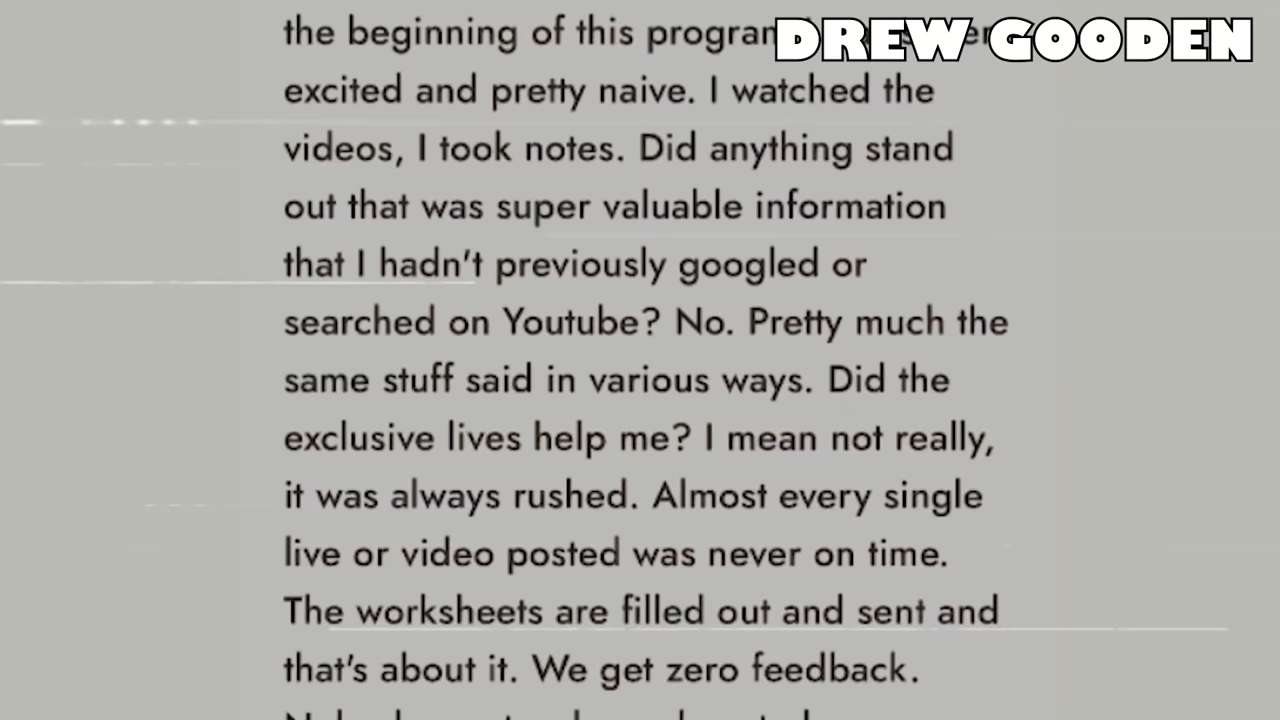 DREW GOODEN
the beginning of this
excited and pretty naive. I watched the
videos, I took notes. Did anything stand
out that was super valuable information
that I hadn't previously googled or
searched on Youtube? No. Pretty much the
same stuff said in various ways. Did the
exclusive lives help me? I mean not really,
it was always rushed. Almost every single
live or video posted was never on time.
The worksheets are filled out and sent and
that's about it. We get zero feedback.